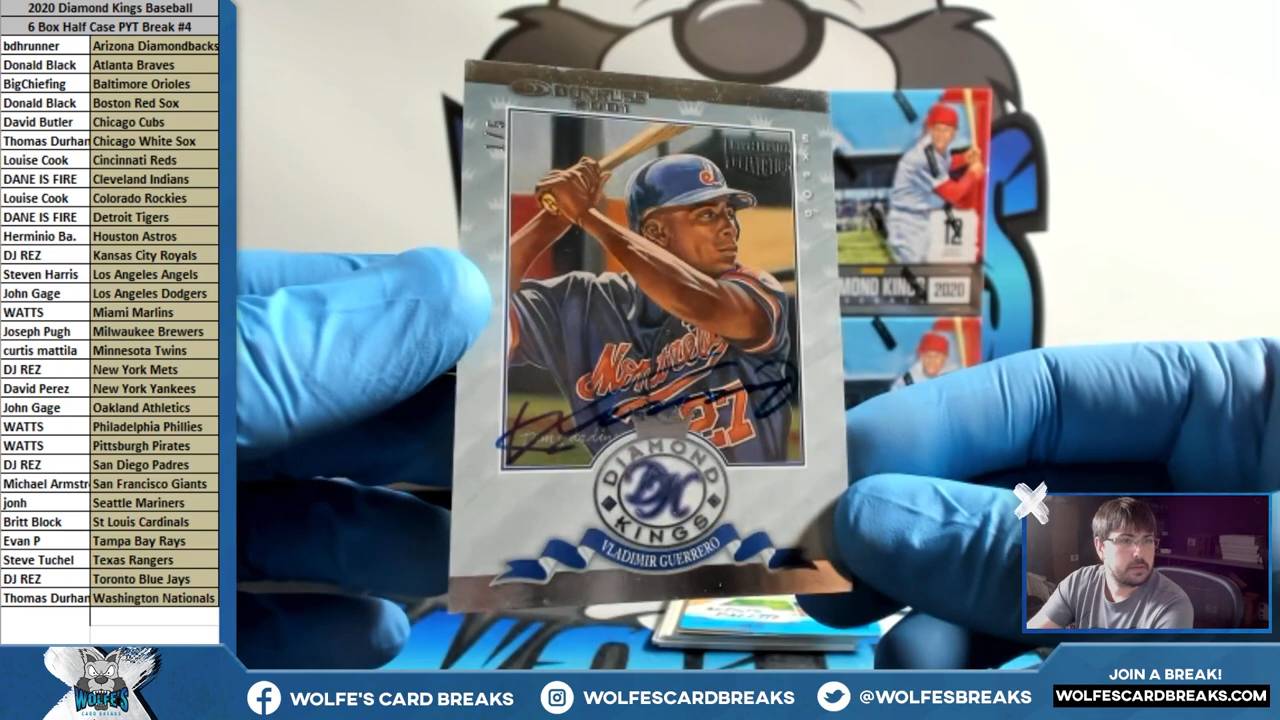 2020 Diamond Kings Baseball
6 Box Half Case PYT Break #4
bdhrunner Arizona Diamondbacks
Donald Black Atlanta Braves
BigChiefing Baltimore Orioles
Donald Black Boston Red Sox
David Butler Chicago Cubs
Thomas Durhan Chicago White Sox
Louise Cook Cincinnati Reds
DANE IS FIRE Cleveland Indians
Louise Cook Colorado Rockies
DANE IS FIRE Detroit Tigers
Herminio Ba. Houston Astros
DJ REZ Kansas City Royals
Steven Harris Los Angeles Angels
John Gage Los Angeles Dodgers
WATTS Miami Marlins
Joseph Pugh Milwaukee Brewers
curtis mattila Minnesota Twins
DJ REZ New York Mets
David Perez New York Yankees
John Gage Oakland Athletics
WATTS Philadelphia Phillies
WATTS Pittsburgh Pirates
DJ REZ San Diego Padres
Michael Armstr San Francisco Giants
jonh Seattle Mariners
Britt Block St Louis Cardinals
Evan P Tampa Bay Rays
Steve Tuchel Texas Rangers
DJ REZ Toronto Blue Jays
Thomas Durhan Washington Nationals
DONRUSS
2001
1/5
EXPOS
Montreal
27
DIAMOND
DK
KINGS
VLADIMIR GUERRERO
12
MOND KINGS
2020
WOLFE'S
CARD BREAKS
WOLFE'S CARD BREAKS
WOLFESCARDBREAKS
@WOLFESBREAKS
JOIN A BREAK!
WOLFESCARDBREAKS.COM